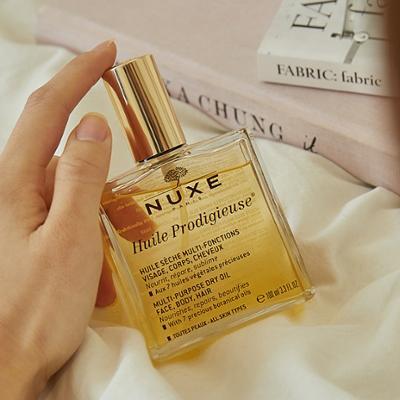 FABRIC: fabric
KA CHUNG
NUXE
PARIS
Huile Prodigieuse®
HUILE SÈCHE MULTI-FONCTIONS
VISAGE, CORPS, CHEVEUX
Nourrit, répare, sublime
Aux 7 huiles végétales précieuses
MULTI-PURPOSE DRY OIL
FACE, BODY, HAIR
Nourishes, repairs, beautifies
With 7 precious botanical oils
TOUTES PEAUX - ALL SKIN TYPES
e 100 ml 3.3 FL.OZ